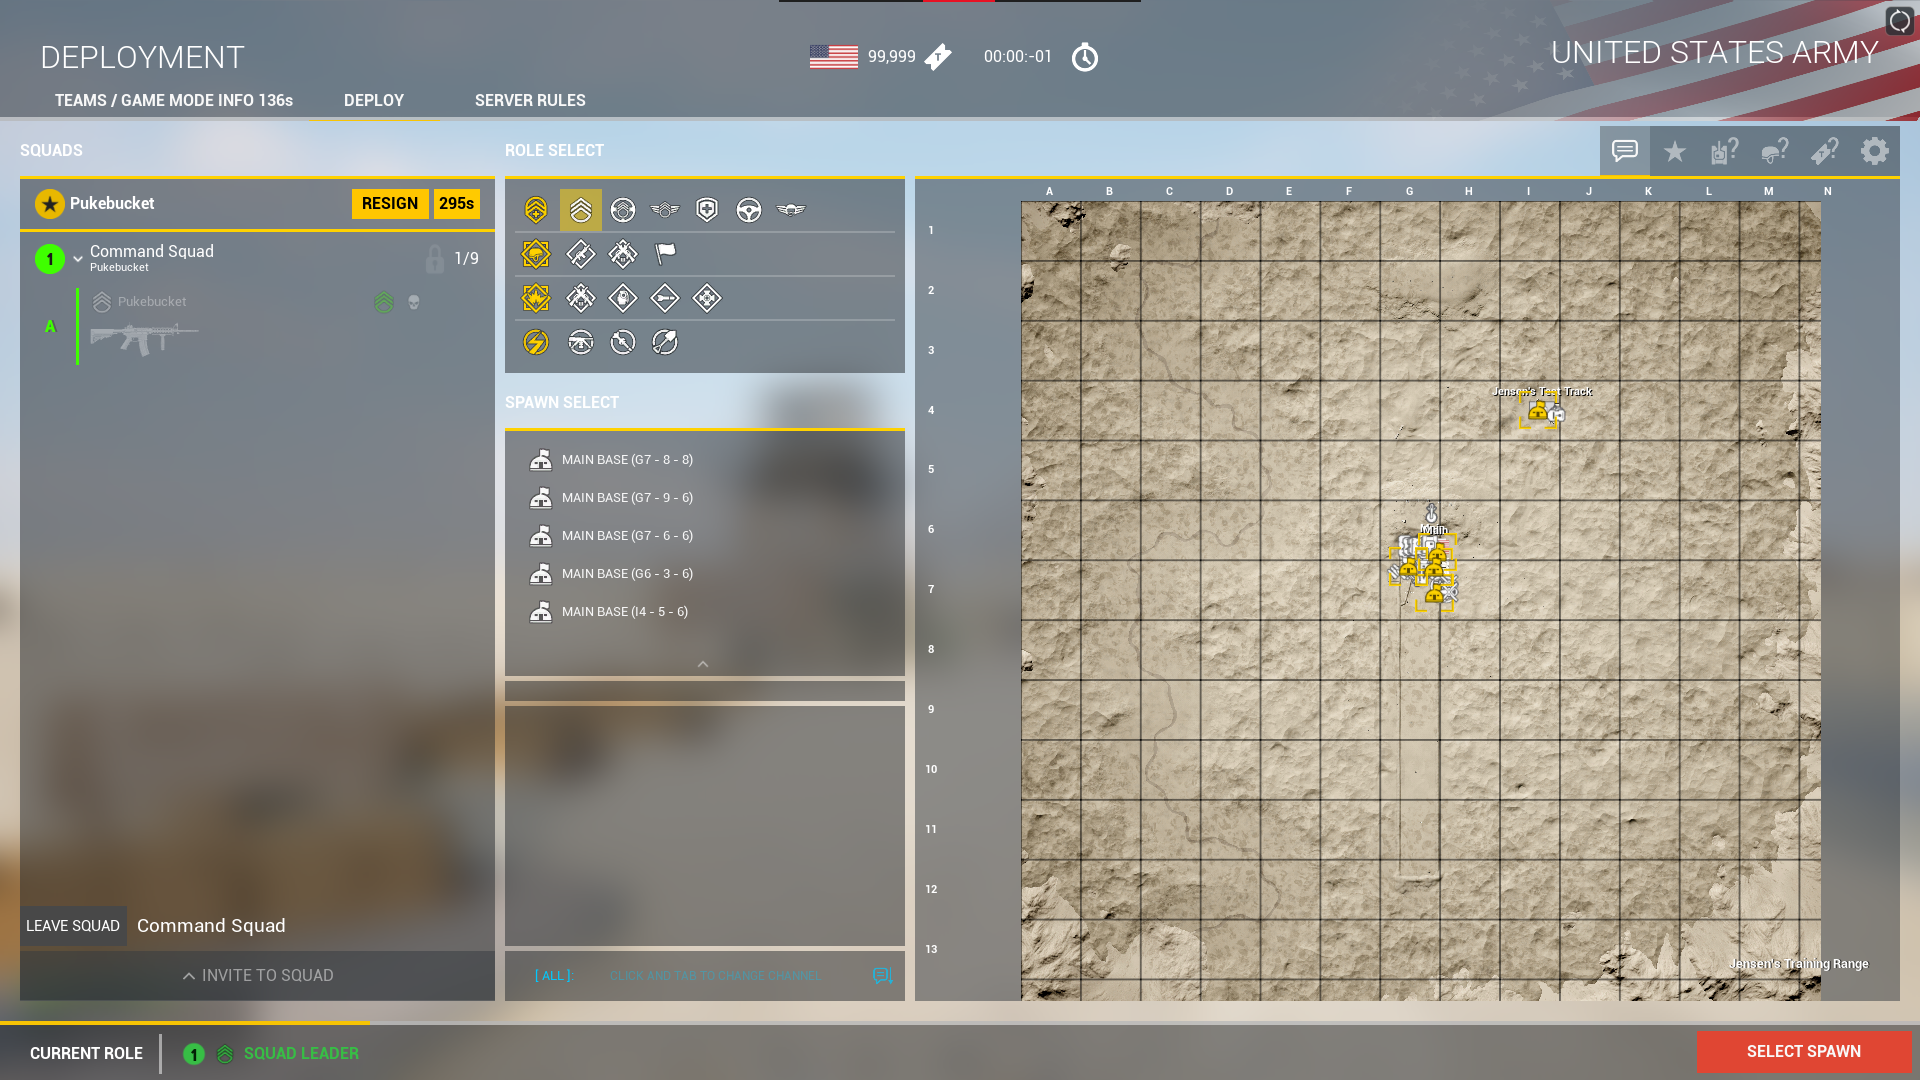 DEPLOYMENT
99,999
00:00:-01
UNITED STATES ARMY
TEAMS / GAME MODE INFO 136s
DEPLOY
SERVER RULES
SQUADS
ROLE SELECT
Pukebucket
RESIGN
295s
1
Command Squad
Pukebucket
1/9
Pukebucket
A
SPAWN SELECT
MAIN BASE (G7 - 8 - 8)
MAIN BASE (G7 - 9 - 6)
MAIN BASE (G7 - 6 - 6)
MAIN BASE (G6 - 3 - 6)
MAIN BASE (I4 - 5 - 6)
A B C D E F G H I J K L M N
1
2
3
4
5
6
7
8
9
10
11
12
13
Jensen's Test Track
Main
Jensen's Training Range
LEAVE SQUAD
Command Squad
INVITE TO SQUAD
[ ALL ]:
CLICK AND TAB TO CHANGE CHANNEL
CURRENT ROLE
1
SQUAD LEADER
SELECT SPAWN